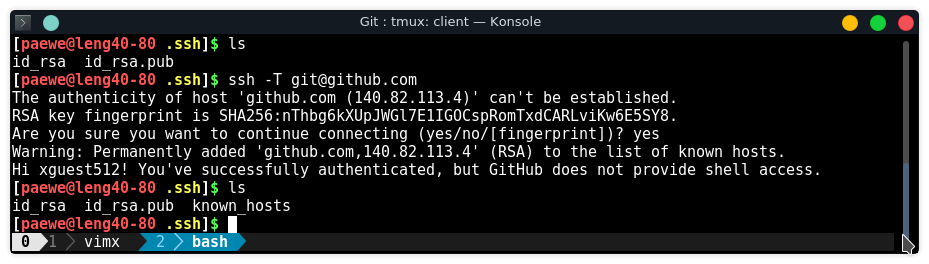 Git : tmux: client — Konsole
[paewe@leng40-80 .ssh]$ ls
id_rsa  id_rsa.pub
[paewe@leng40-80 .ssh]$ ssh -T git@github.com
The authenticity of host 'github.com (140.82.113.4)' can't be established.
RSA key fingerprint is SHA256:nThbg6kXUpJWGl7E1IGOCspRomTxdCARLviKw6E5SY8.
Are you sure you want to continue connecting (yes/no/[fingerprint])? yes
Warning: Permanently added 'github.com,140.82.113.4' (RSA) to the list of known hosts.
Hi xguest512! You've successfully authenticated, but GitHub does not provide shell access.
[paewe@leng40-80 .ssh]$ ls
id_rsa  id_rsa.pub  known_hosts
[paewe@leng40-80 .ssh]$
0 1 vimx 2 bash